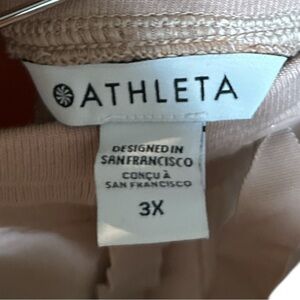 ATHLETA
DESIGNED IN
SAN FRANCISCO
CONÇU À
SAN FRANCISCO
3X